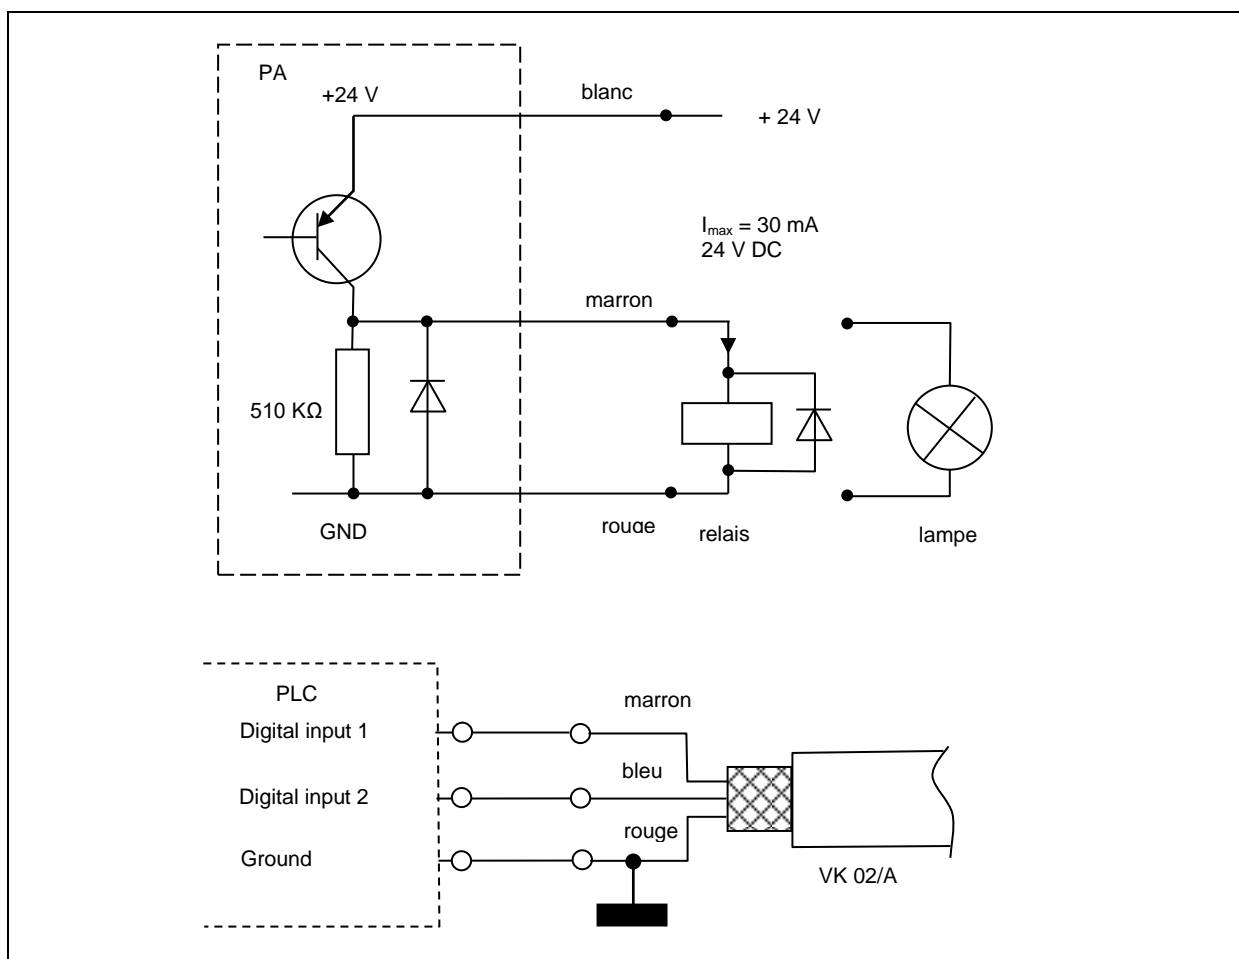 PA
+24 V
blanc
+ 24 V
Imax = 30 mA
24 V DC
marron
510 KΩ
GND
rouge
relais
lampe
PLC
marron
Digital input 1
bleu
Digital input 2
rouge
Ground
VK 02/A